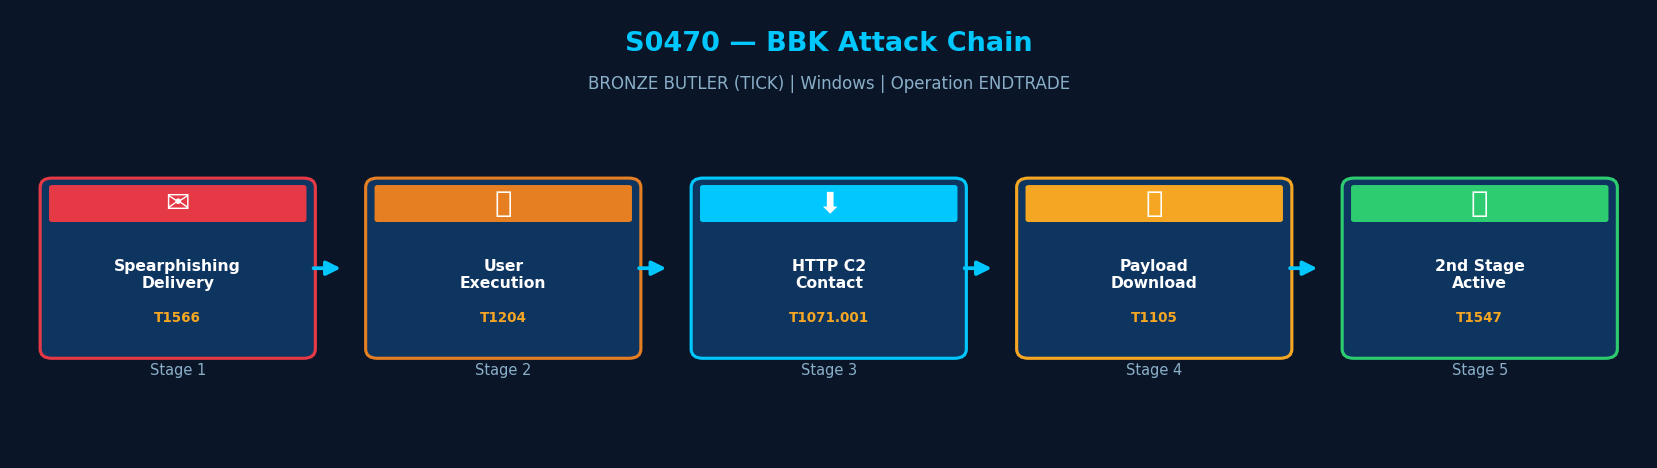 S0470 — BBK Attack Chain
BRONZE BUTLER (TICK) | Windows | Operation ENDTRADE
Spearphishing
Delivery
T1566
Stage 1
User
Execution
T1204
Stage 2
HTTP C2
Contact
T1071.001
Stage 3
Payload
Download
T1105
Stage 4
2nd Stage
Active
T1547
Stage 5